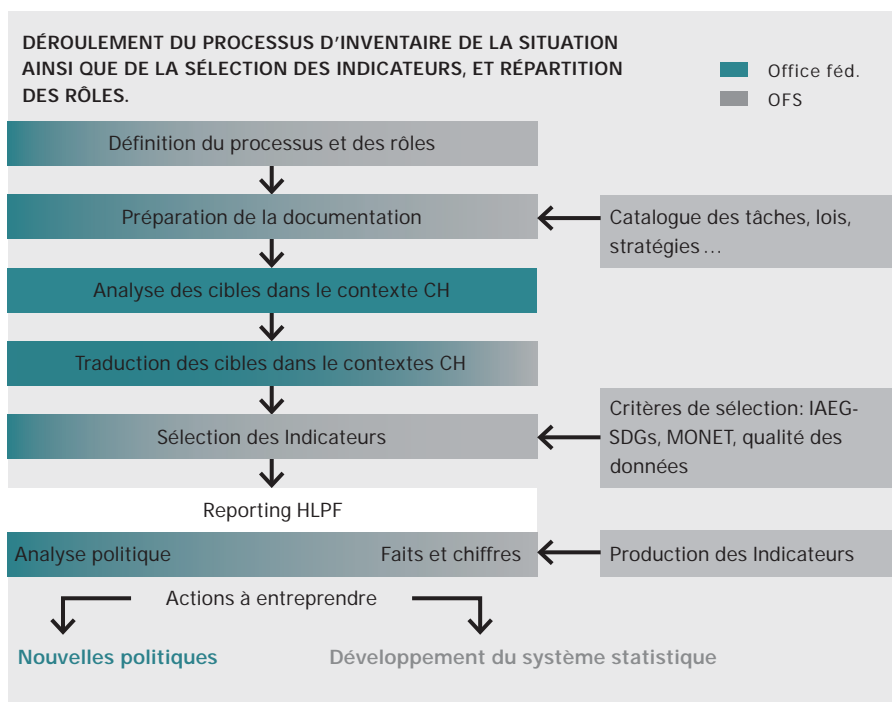 DÉROULEMENT DU PROCESSUS D'INVENTAIRE DE LA SITUATION
AINSI QUE DE LA SÉLECTION DES INDICATEURS, ET RÉPARTITION
DES RÔLES.
Office féd.
OFS
Définition du processus et des rôles
Préparation de la documentation
Catalogue des tâches, lois,
stratégies ...
Analyse des cibles dans le contexte CH
Traduction des cibles dans le contextes CH
Sélection des Indicateurs
Critères de sélection: IAEG-
SDGs, MONET, qualité des
données
Reporting HLPF
Analyse politique
Faits et chiffres
Production des Indicateurs
Actions à entreprendre
Nouvelles politiques
Développement du système statistique